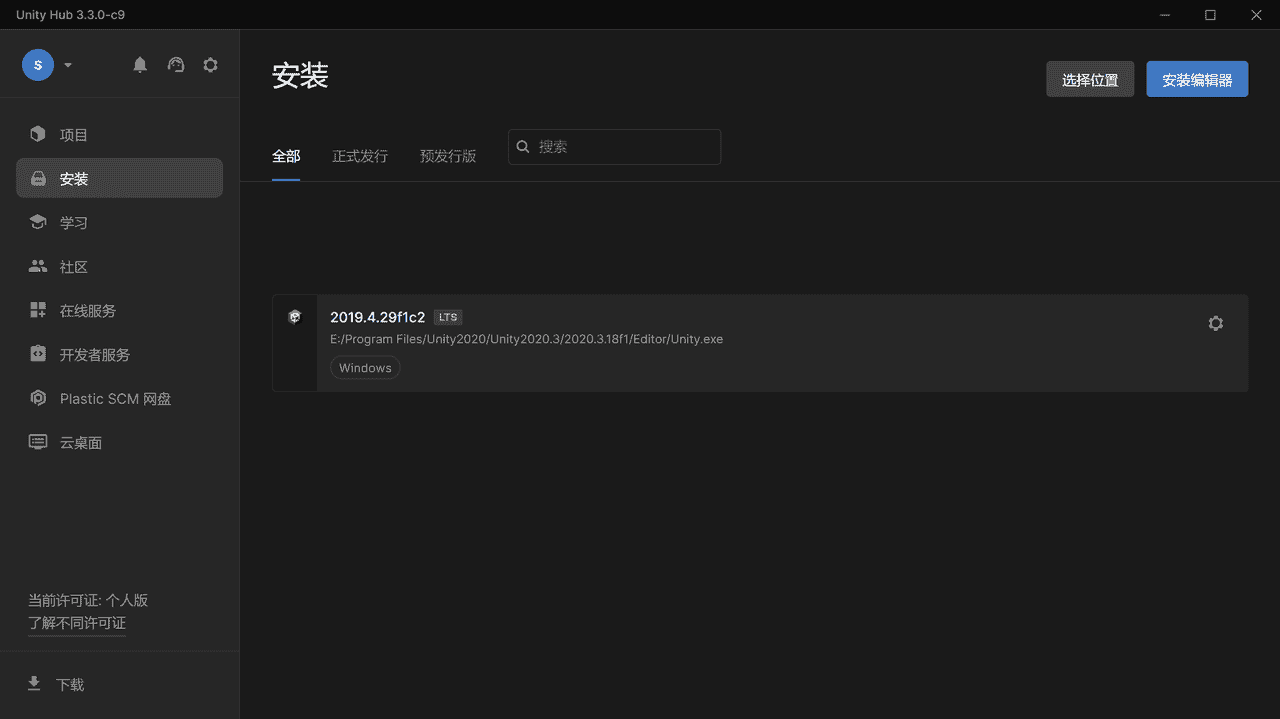 Unity Hub 3.3.0-c9
S
项目
安装
学习
社区
在线服务
开发者服务
Plastic SCM 网盘
云桌面
当前许可证: 个人版
了解不同许可证
下载
安装
选择位置
安装编辑器
全部
正式发行
预发行版
搜索
2019.4.29f1c2 LTS
E:/Program Files/Unity2020/Unity2020.3/2020.3.18f1/Editor/Unity.exe
Windows